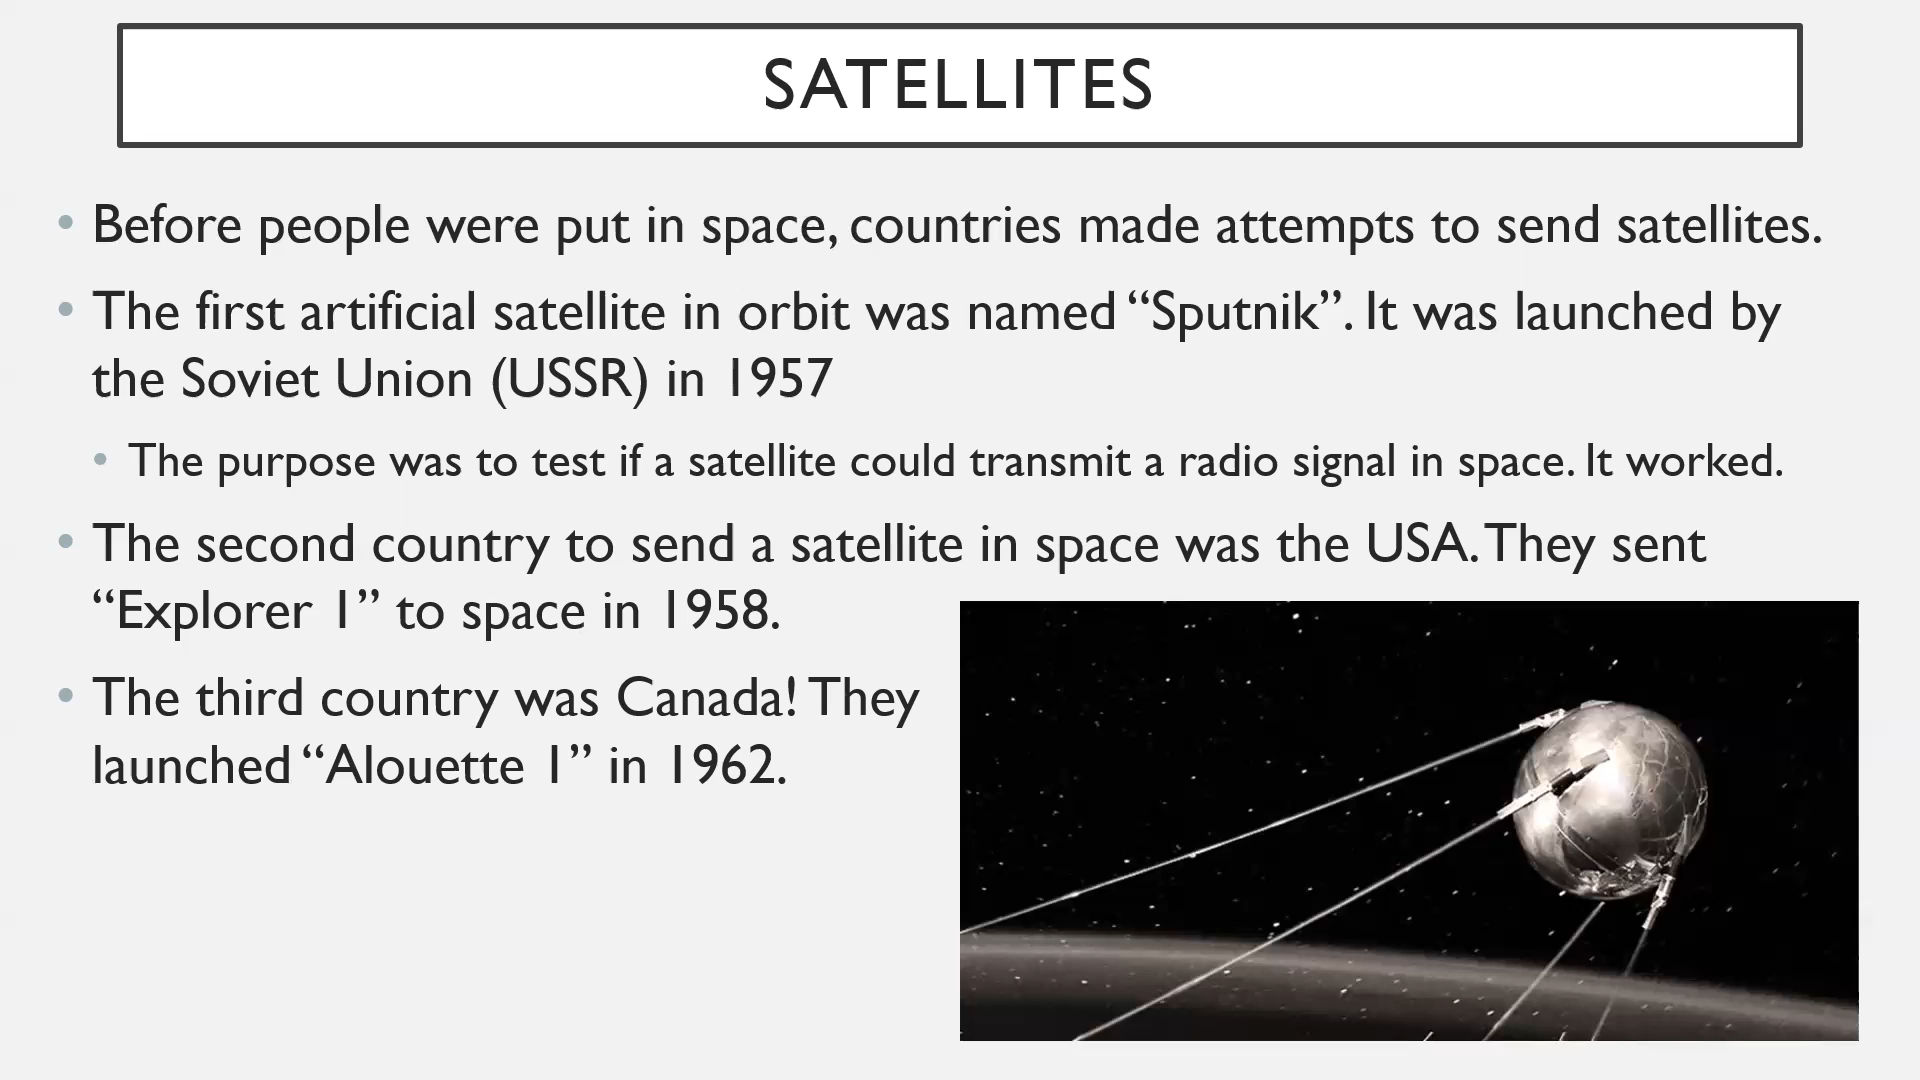 SATELLITES
• Before people were put in space, countries made attempts to send satellites.
• The first artificial satellite in orbit was named “Sputnik”. It was launched by
the Soviet Union (USSR) in 1957
• The purpose was to test if a satellite could transmit a radio signal in space. It worked.
• The second country to send a satellite in space was the USA. They sent
“Explorer 1” to space in 1958.
• The third country was Canada! They
launched “Alouette 1” in 1962.